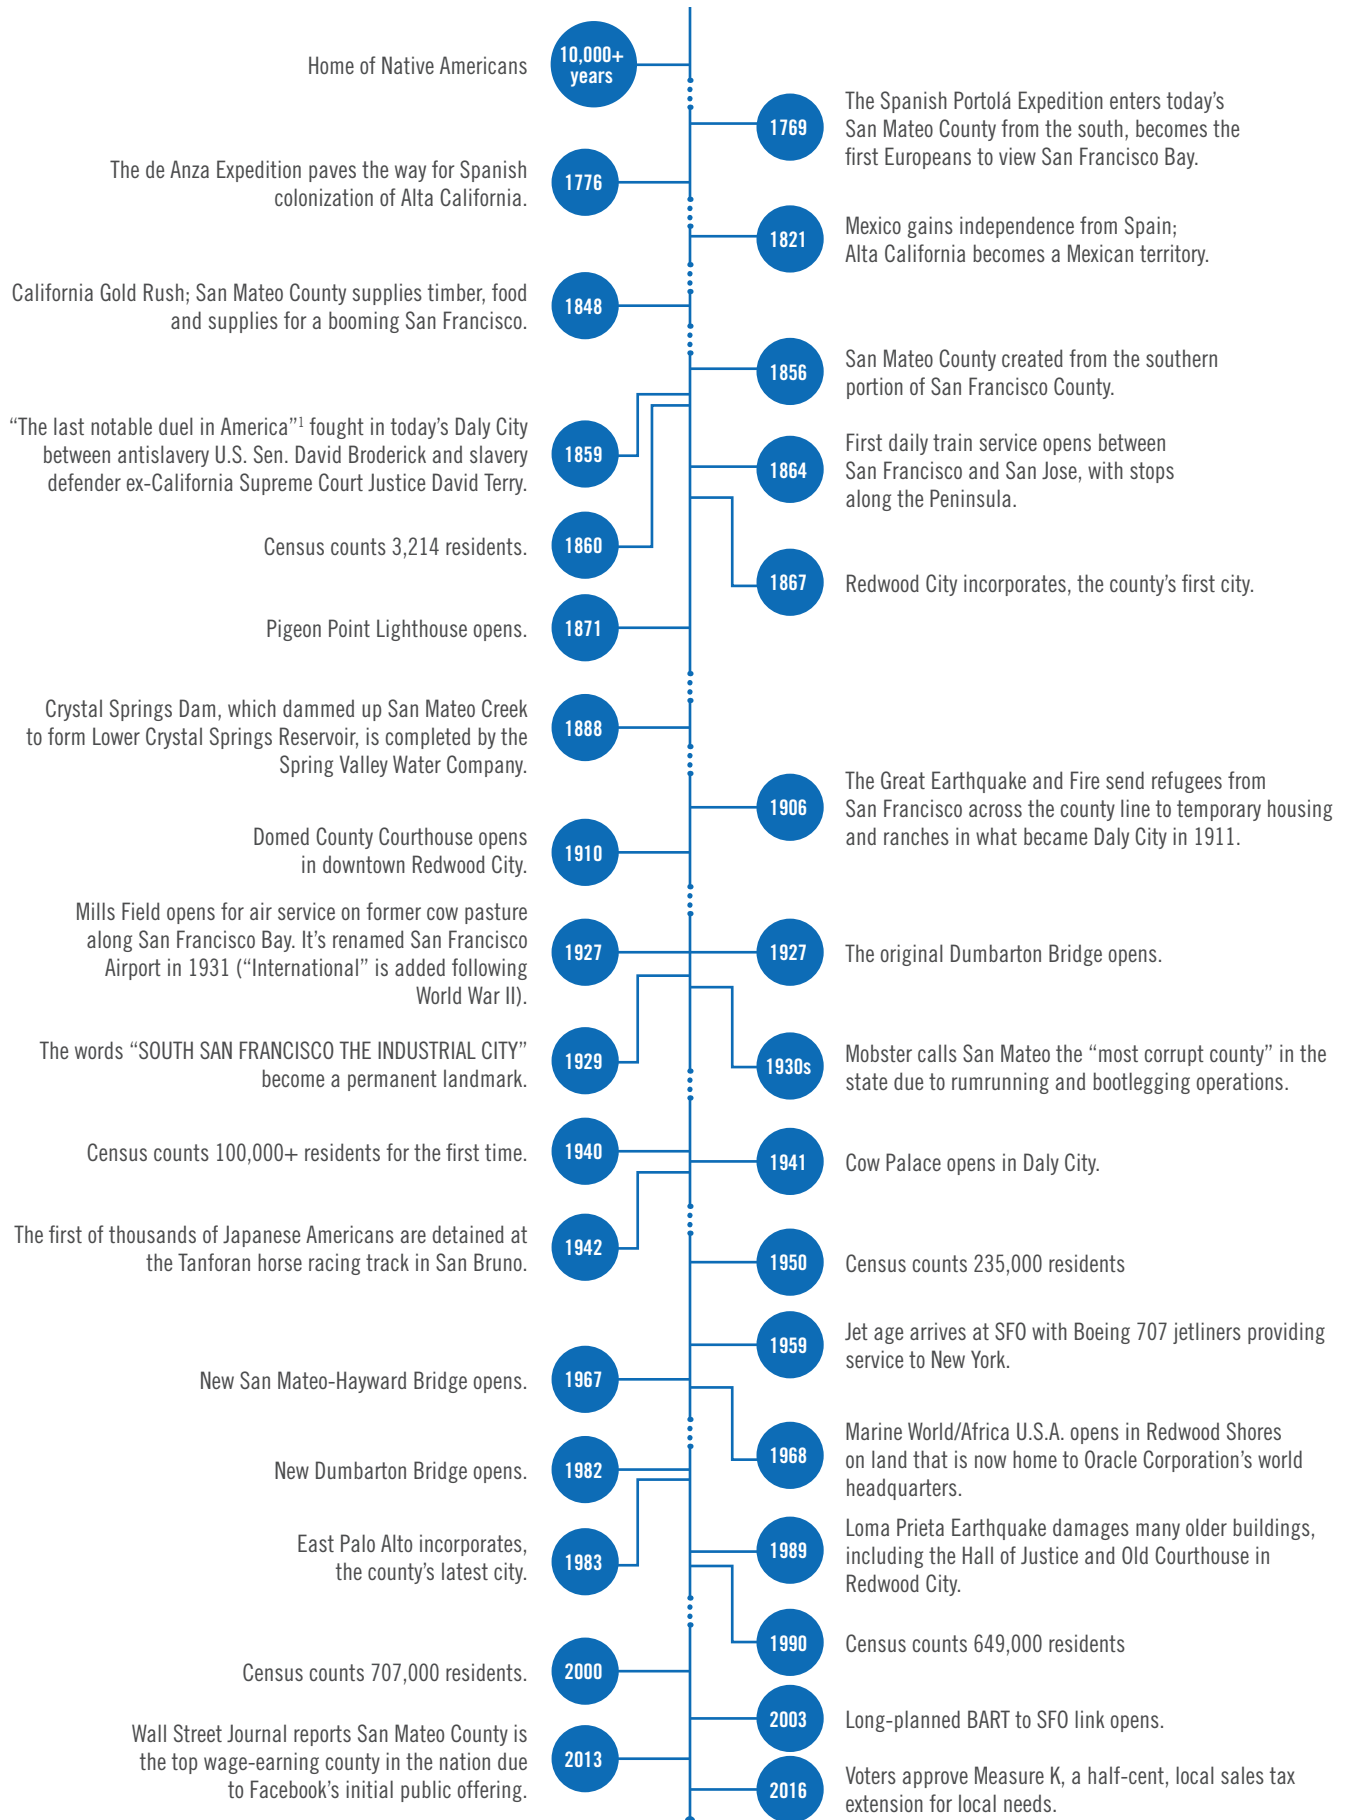 Home of Native Americans
10,000+
years
1769
The Spanish Portolá Expedition enters today's
San Mateo County from the south, becomes the
first Europeans to view San Francisco Bay.
The de Anza Expedition paves the way for Spanish
colonization of Alta California.
1776
1821
Mexico gains independence from Spain;
Alta California becomes a Mexican territory.
California Gold Rush; San Mateo County supplies timber, food
and supplies for a booming San Francisco.
1848
1856
San Mateo County created from the southern
portion of San Francisco County.
“The last notable duel in America”¹ fought in today's Daly City
between antislavery U.S. Sen. David Broderick and slavery
defender ex-California Supreme Court Justice David Terry.
1859
1864
First daily train service opens between
San Francisco and San Jose, with stops
along the Peninsula.
Census counts 3,214 residents.
1860
1867
Redwood City incorporates, the county's first city.
Pigeon Point Lighthouse opens.
1871
Crystal Springs Dam, which dammed up San Mateo Creek
to form Lower Crystal Springs Reservoir, is completed by the
Spring Valley Water Company.
1888
1906
The Great Earthquake and Fire send refugees from
San Francisco across the county line to temporary housing
and ranches in what became Daly City in 1911.
Domed County Courthouse opens
in downtown Redwood City.
1910
Mills Field opens for air service on former cow pasture
along San Francisco Bay. It's renamed San Francisco
Airport in 1931 (“International” is added following
World War II).
1927
1927
The original Dumbarton Bridge opens.
The words “SOUTH SAN FRANCISCO THE INDUSTRIAL CITY”
become a permanent landmark.
1929
1930s
Mobster calls San Mateo the “most corrupt county” in the
state due to rumrunning and bootlegging operations.
Census counts 100,000+ residents for the first time.
1940
1941
Cow Palace opens in Daly City.
The first of thousands of Japanese Americans are detained at
the Tanforan horse racing track in San Bruno.
1942
1950
Census counts 235,000 residents
1959
Jet age arrives at SFO with Boeing 707 jetliners providing
service to New York.
New San Mateo-Hayward Bridge opens.
1967
1968
Marine World/Africa U.S.A. opens in Redwood Shores
on land that is now home to Oracle Corporation's world
headquarters.
New Dumbarton Bridge opens.
1982
East Palo Alto incorporates,
the county's latest city.
1983
1989
Loma Prieta Earthquake damages many older buildings,
including the Hall of Justice and Old Courthouse in
Redwood City.
1990
Census counts 649,000 residents
Census counts 707,000 residents.
2000
2003
Long-planned BART to SFO link opens.
Wall Street Journal reports San Mateo County is
the top wage-earning county in the nation due
to Facebook's initial public offering.
2013
2016
Voters approve Measure K, a half-cent, local sales tax
extension for local needs.